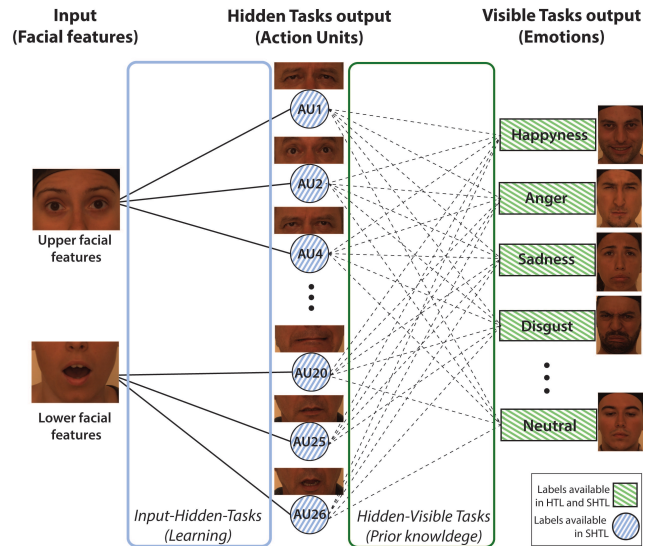 Input
(Facial features)
Hidden Tasks output
(Action Units)
Visible Tasks output
(Emotions)
AU1
AU2
AU4
AU20
AU25
AU26
Upper facial
features
Lower facial
features
Happyness
Anger
Sadness
Disgust
Neutral
Input-Hidden-Tasks
(Learning)
Hidden-Visible Tasks
(Prior knowldege)
Labels available
in HTL and SHTL
Labels available
in SHTL